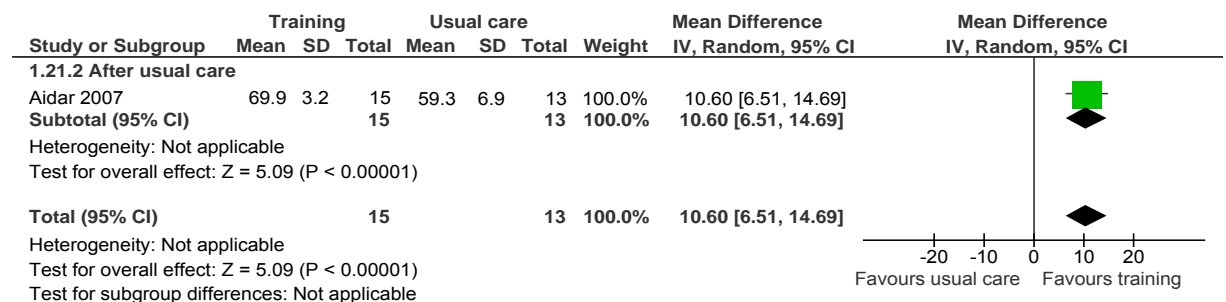 Training Usual care Mean Difference Mean Difference
Study or Subgroup Mean SD Total Mean SD Total Weight IV, Random, 95% CI IV, Random, 95% CI
1.21.2 After usual care
Aidar 2007 69.9 3.2 15 59.3 6.9 13 100.0% 10.60 [6.51, 14.69]
Subtotal (95% CI) 15 13 100.0% 10.60 [6.51, 14.69]
Heterogeneity: Not applicable
Test for overall effect: Z = 5.09 (P < 0.00001)
Total (95% CI) 15 13 100.0% 10.60 [6.51, 14.69]
Heterogeneity: Not applicable
Test for overall effect: Z = 5.09 (P < 0.00001)
Test for subgroup differences: Not applicable
-20 -10 0 10 20
Favours usual care Favours training